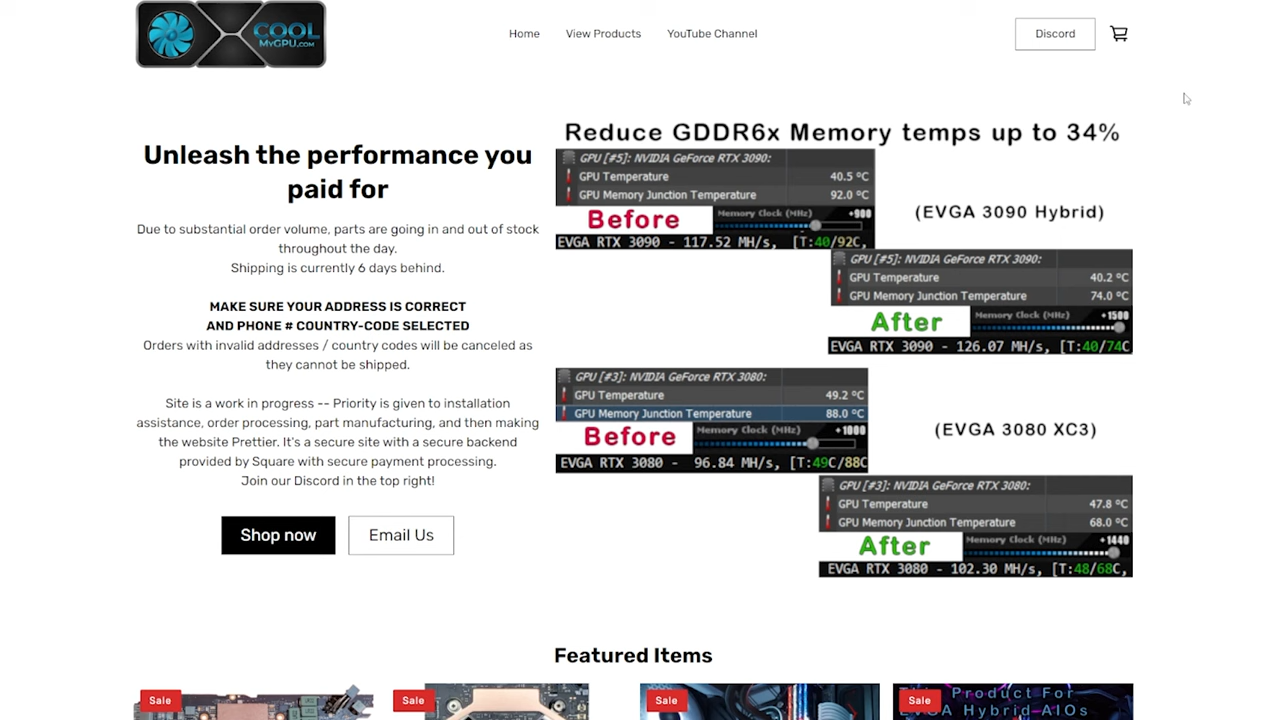 COOL
MyGPU.com
Home
View Products
YouTube Channel
Discord
Unleash the performance you
paid for
Due to substantial order volume, parts are going in and out of stock
throughout the day.
Shipping is currently 6 days behind.
MAKE SURE YOUR ADDRESS IS CORRECT
AND PHONE # COUNTRY-CODE SELECTED
Orders with invalid addresses / country codes will be canceled as
they cannot be shipped.
Site is a work in progress -- Priority is given to installation
assistance, order processing, part manufacturing, and then making
the website Prettier. It's a secure site with a secure backend
provided by Square with secure payment processing.
Join our Discord in the top right!
Shop now
Email Us
Reduce GDDR6x Memory temps up to 34%
GPU [#5]: NVIDIA GeForce RTX 3090:
GPU Temperature 40.5 °C
GPU Memory Junction Temperature 92.0 °C
Before
Memory Clock (MHz) +900
EVGA RTX 3090 - 117.52 MH/s, [T:40/92C,
(EVGA 3090 Hybrid)
GPU [#5]: NVIDIA GeForce RTX 3090:
GPU Temperature 40.2 °C
GPU Memory Junction Temperature 74.0 °C
After
Memory Clock (MHz) +1500
EVGA RTX 3090 - 126.07 MH/s, [T:40/74C
GPU [#3]: NVIDIA GeForce RTX 3080:
GPU Temperature 49.2 °C
GPU Memory Junction Temperature 88.0 °C
Before
Memory Clock (MHz) +1000
EVGA RTX 3080 - 96.84 MH/s, [T:49C/88C
(EVGA 3080 XC3)
GPU [#3]: NVIDIA GeForce RTX 3080:
GPU Temperature 47.8 °C
GPU Memory Junction Temperature 68.0 °C
After
Memory Clock (MHz) +1440
EVGA RTX 3080 - 102.30 MH/s, [T:48/68C,
Featured Items
Sale
Sale
Sale
Sale
Product For
EVGA Hybrid AIOs